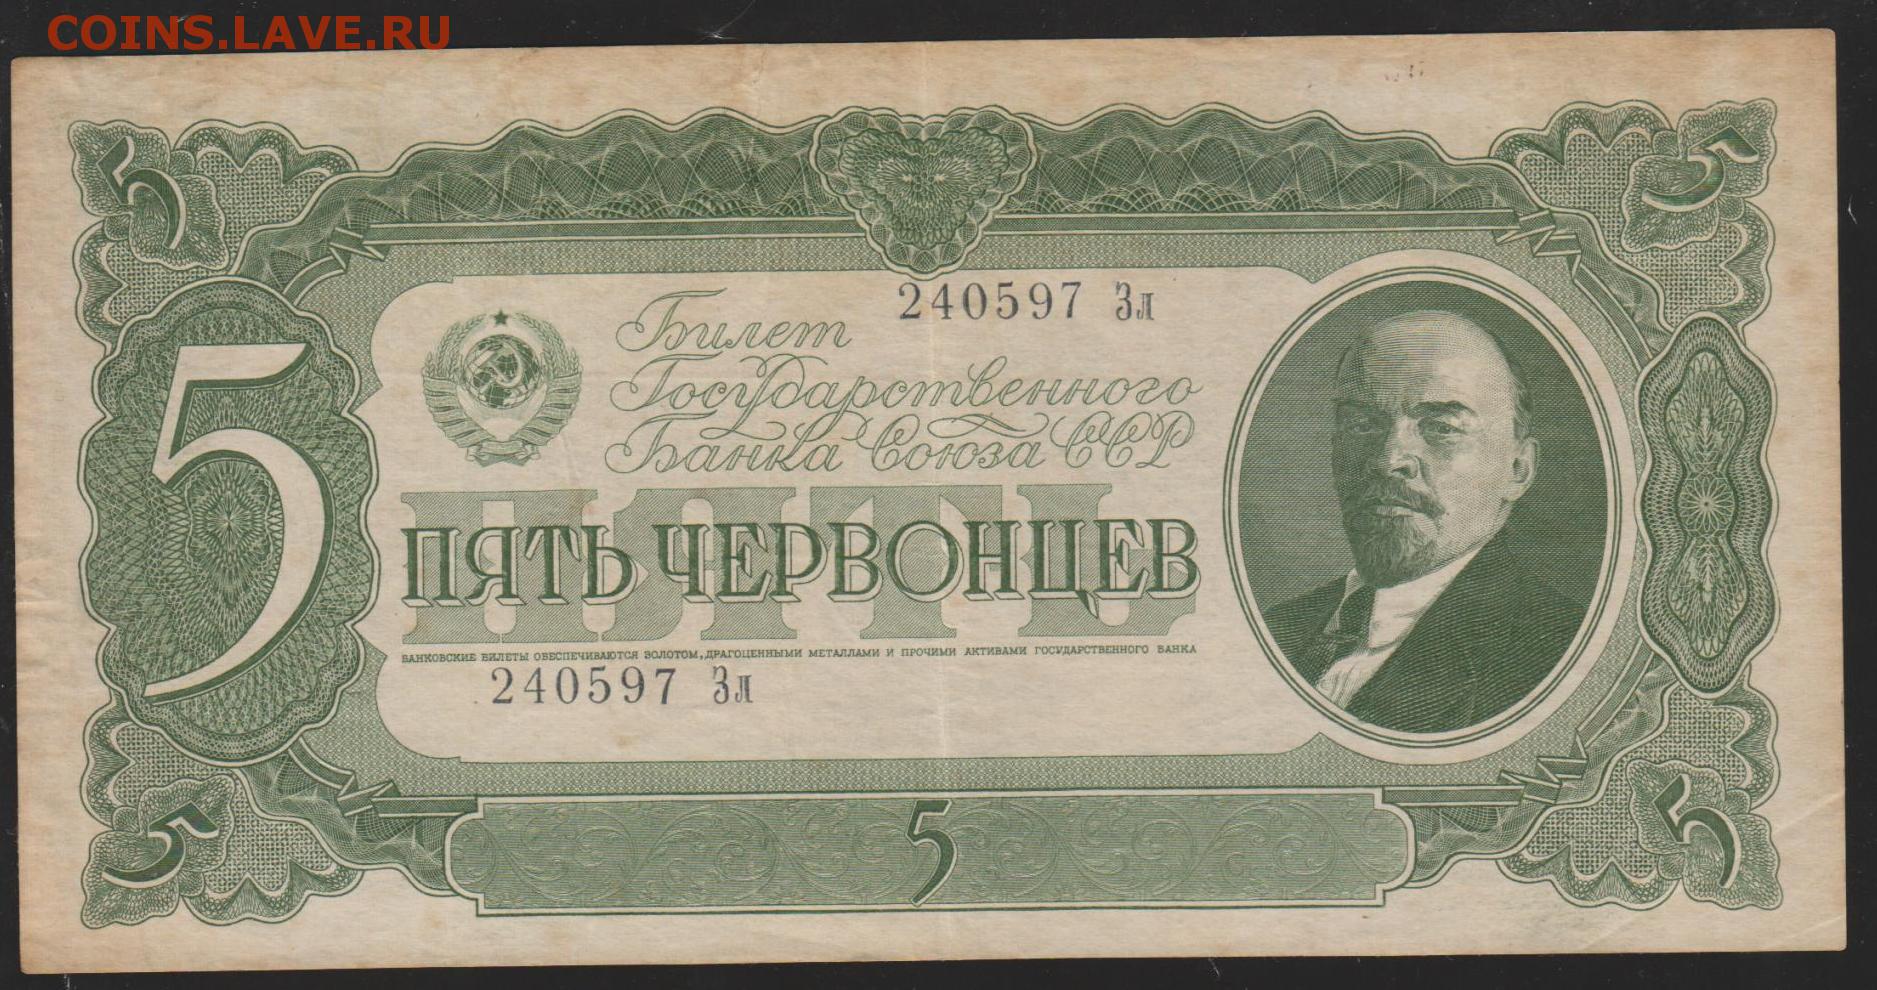 COINS.LAVE.RU
5 5
240597 Зл
Билет
Государственного
Банка Союза ССР
5
ПЯТЬ
ПЯТЬ ЧЕРВОНЦЕВ
БАНКОВСКИЕ БИЛЕТЫ ОБЕСПЕЧИВАЮТСЯ ЗОЛОТОМ, ДРАГОЦЕННЫМИ МЕТАЛЛАМИ И ПРОЧИМИ АКТИВАМИ ГОСУДАРСТВЕННОГО БАНКА
240597 Зл
5 5 5